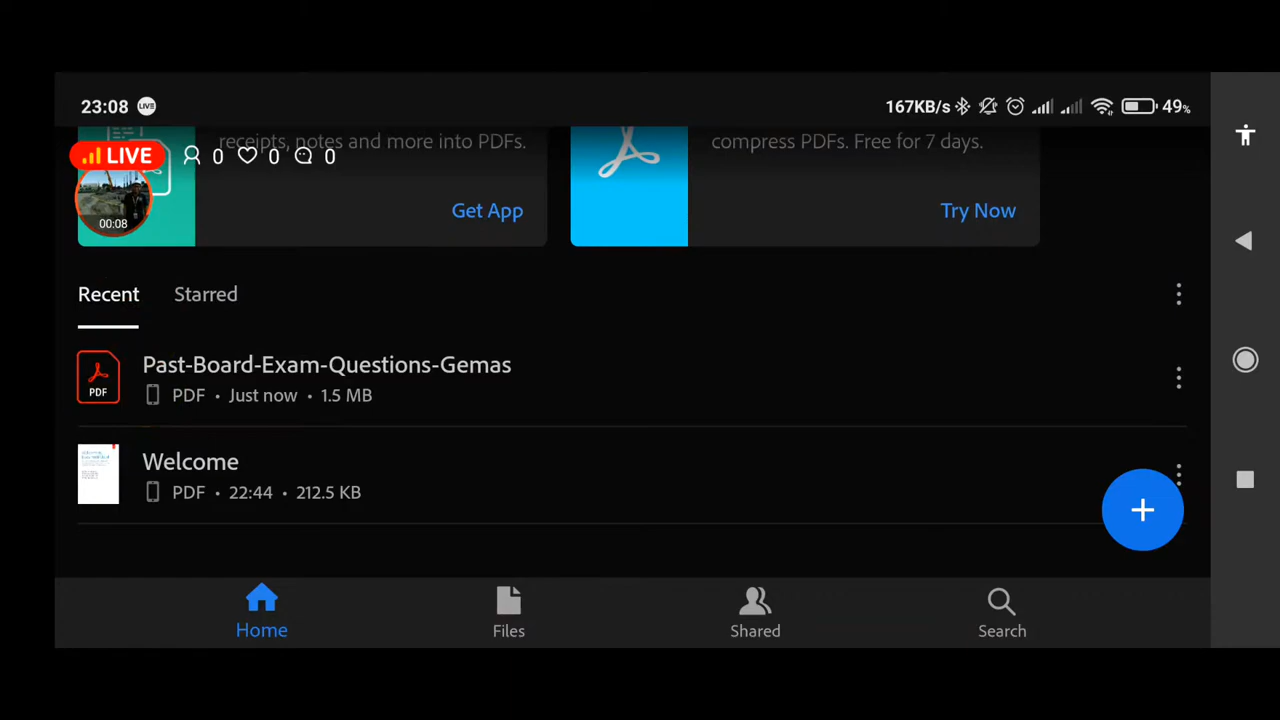 23:08 LIVE 167KB/s 49%
receipts, notes and more into PDFs. compress PDFs. Free for 7 days.
LIVE 0 0 0
00:08
Get App Try Now
Recent Starred
Past-Board-Exam-Questions-Gemas
PDF
PDF • Just now • 1.5 MB
Welcome
PDF • 22:44 • 212.5 KB
Home Files Shared Search